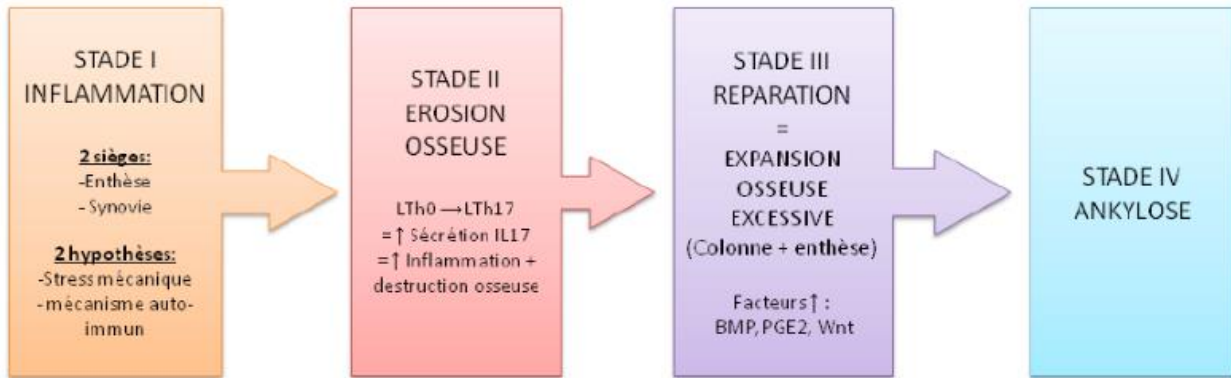 STADE I
INFLAMMATION
2 sièges:
-Enthèse
-Synovie
2 hypothèses:
-Stress mécanique
-mécanisme auto-
immun
STADE II
EROSION
OSSEUSE
LTh0 →LTh17
=↑ Sécrétion IL17
=↑ Inflammation +
destruction osseuse
STADE III
REPARATION
=
EXPANSION
OSSEUSE
EXCESSIVE
(Colonne + enthèse)
Facteurs↑ :
BMP, PGE2, Wnt
STADE IV
ANKYLOSE